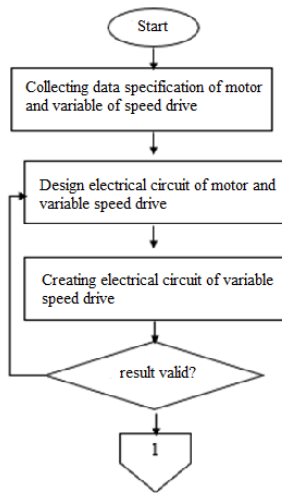 Start
Collecting data specification of motor
and variable of speed drive
Design electrical circuit of motor and
variable speed drive
Creating electrical circuit of variable
speed drive
result valid?
1